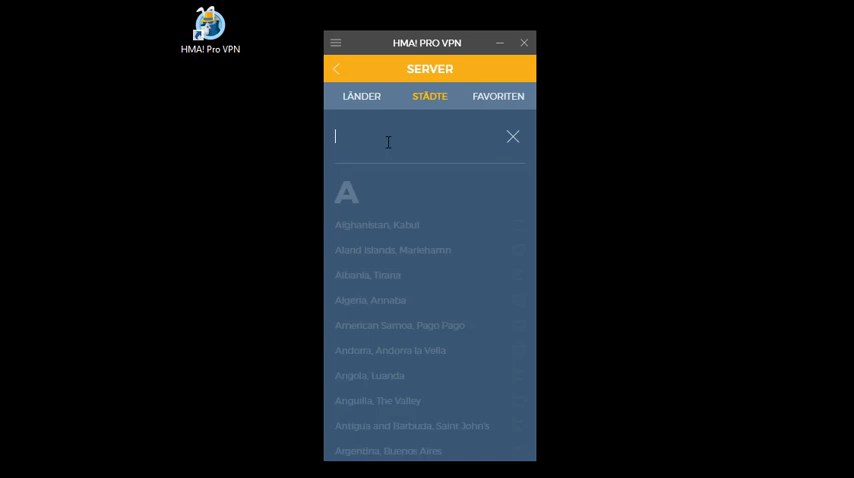 HMA! Pro VPN
HMA! PRO VPN
SERVER
LÄNDER STÄDTE FAVORITEN
A
Afghanistan, Kabul
Aland Islands, Mariehamn
Albania, Tirana
Algeria, Annaba
American Samoa, Pago Pago
Andorra, Andorra la Vella
Angola, Luanda
Anguilla, The Valley
Antigua and Barbuda, Saint John's
Argentina, Buenos Aires